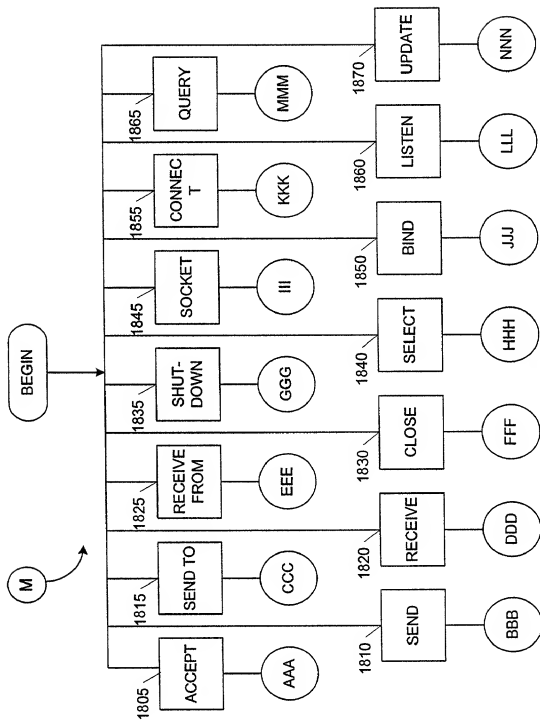 BEGIN
M
1805
ACCEPT
AAA
1810
SEND
BBB
1815
SEND TO
CCC
1820
RECEIVE
DDD
1825
RECEIVE
FROM
EEE
1830
CLOSE
FFF
1835
SHUT-
DOWN
GGG
1840
SELECT
HHH
1845
SOCKET
III
1850
BIND
JJJ
1855
CONNEC
T
KKK
1860
LISTEN
LLL
1865
QUERY
MMM
1870
UPDATE
NNN